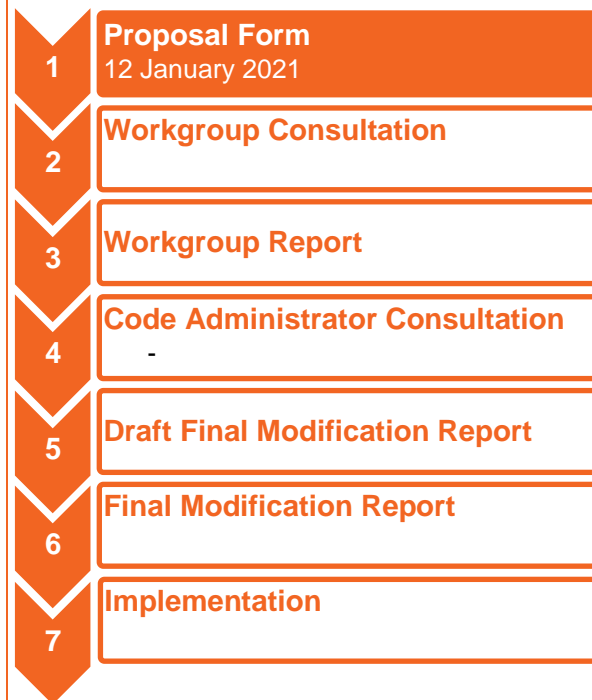 1
Proposal Form
12 January 2021
2
Workgroup Consultation
3
Workgroup Report
4
Code Administrator Consultation
-
5
Draft Final Modification Report
6
Final Modification Report
7
Implementation